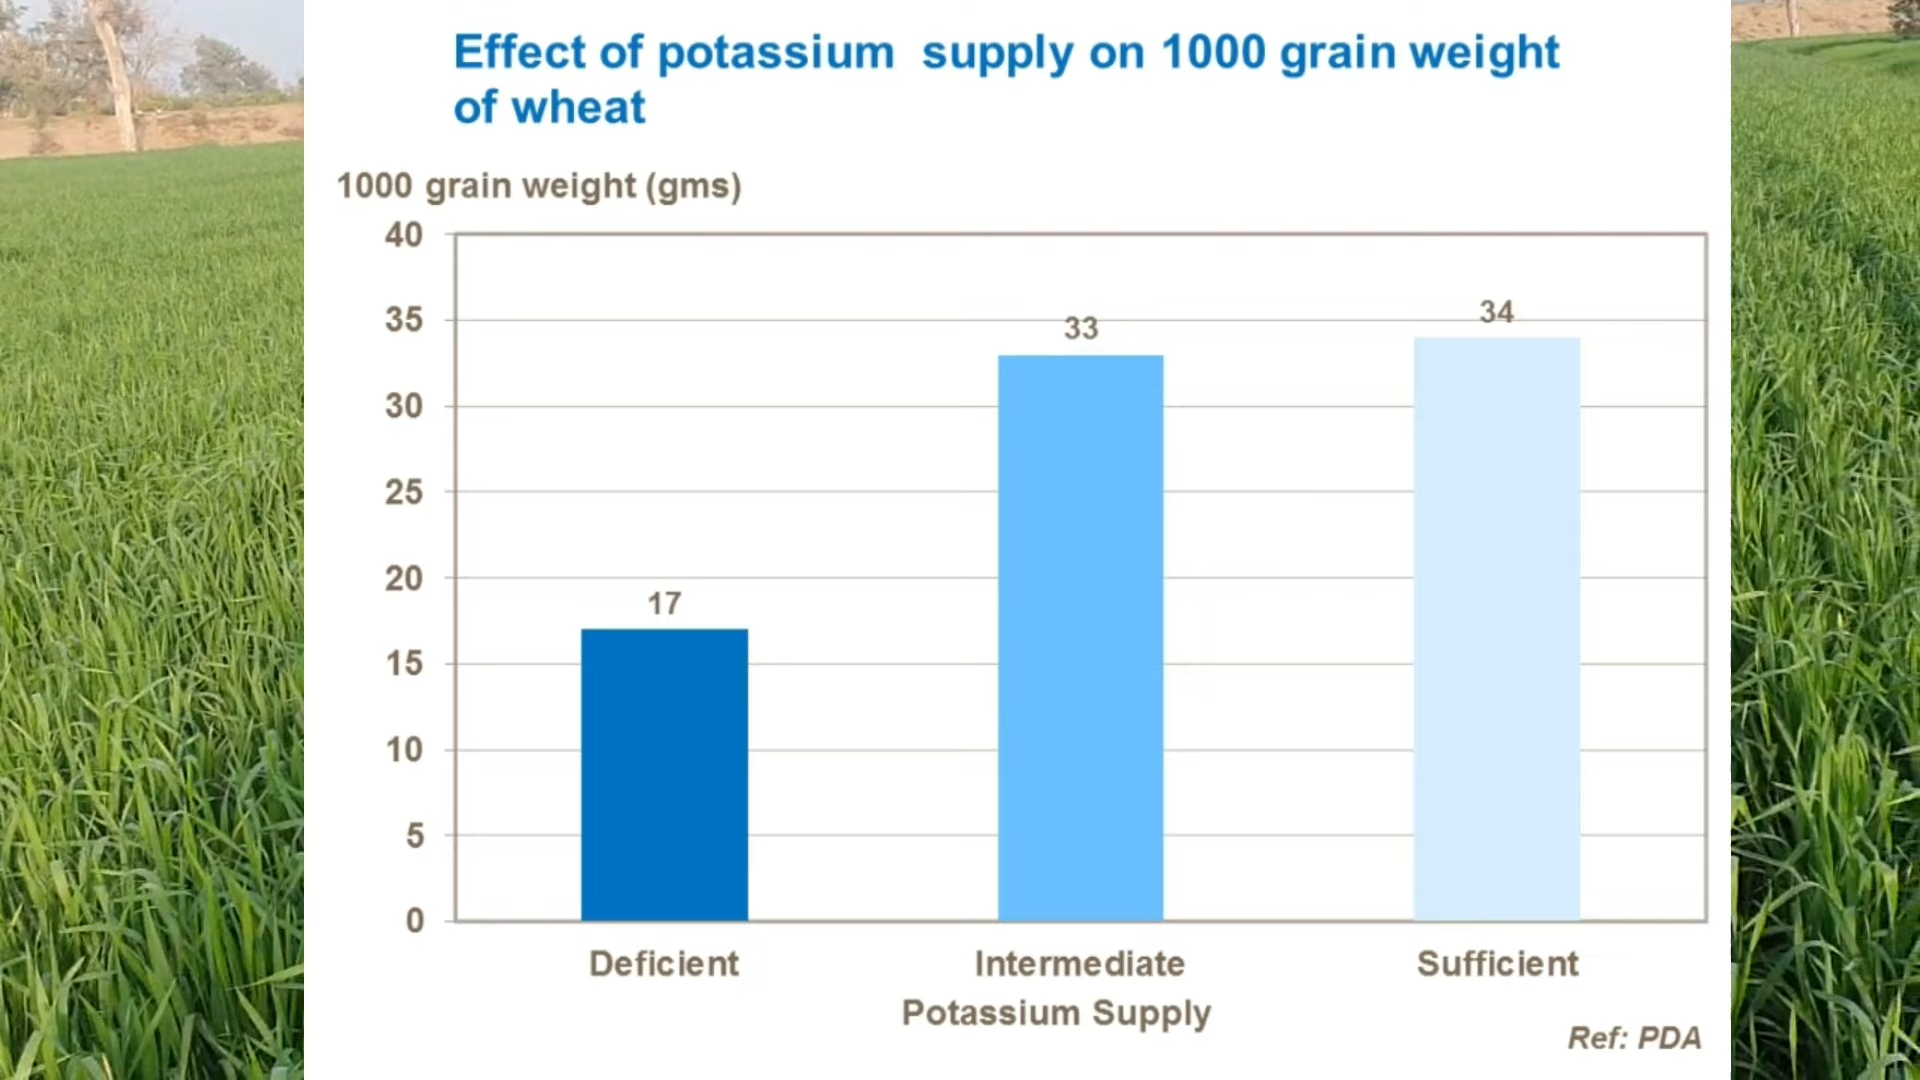 Effect of potassium supply on 1000 grain weight
of wheat
1000 grain weight (gms)
40
35
30
25
20
15
10
5
0
17
33
34
Deficient
Intermediate
Sufficient
Potassium Supply
Ref: PDA